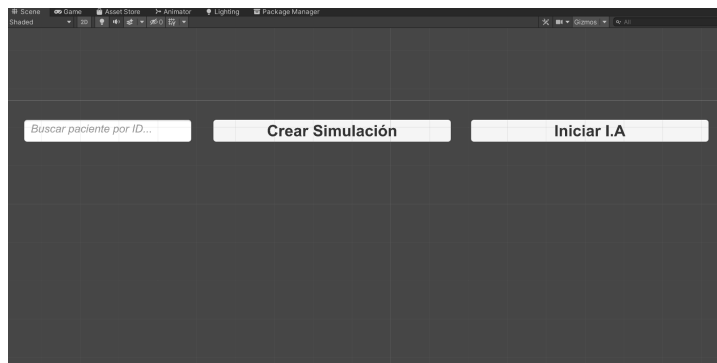 Scene Game Asset Store Animator Lighting Package Manager
Shaded 2D 0 Gizmos All
Buscar paciente por ID... Crear Simulación Iniciar I.A